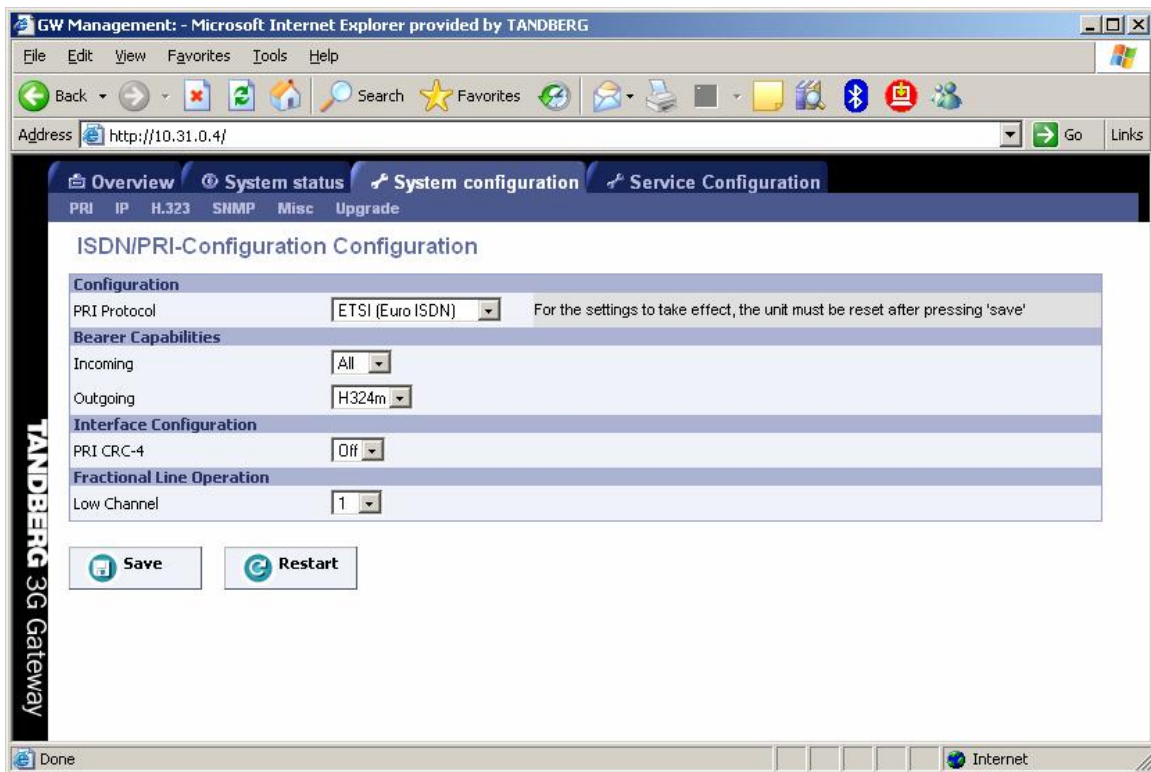 GW Management: - Microsoft Internet Explorer provided by TANDBERG
File Edit View Favorites Tools Help
Back Search Favorites
Address http://10.31.0.4/ Go Links
Overview System status System configuration Service Configuration
PRI IP H.323 SNMP Misc Upgrade
ISDN/PRI-Configuration Configuration
Configuration
PRI Protocol ETSI (Euro ISDN) For the settings to take effect, the unit must be reset after pressing 'save'
Bearer Capabilities
Incoming All
Outgoing H324m
Interface Configuration
PRI CRC-4 Off
Fractional Line Operation
Low Channel 1
Save Restart
TANDBERG 3G Gateway
Done Internet